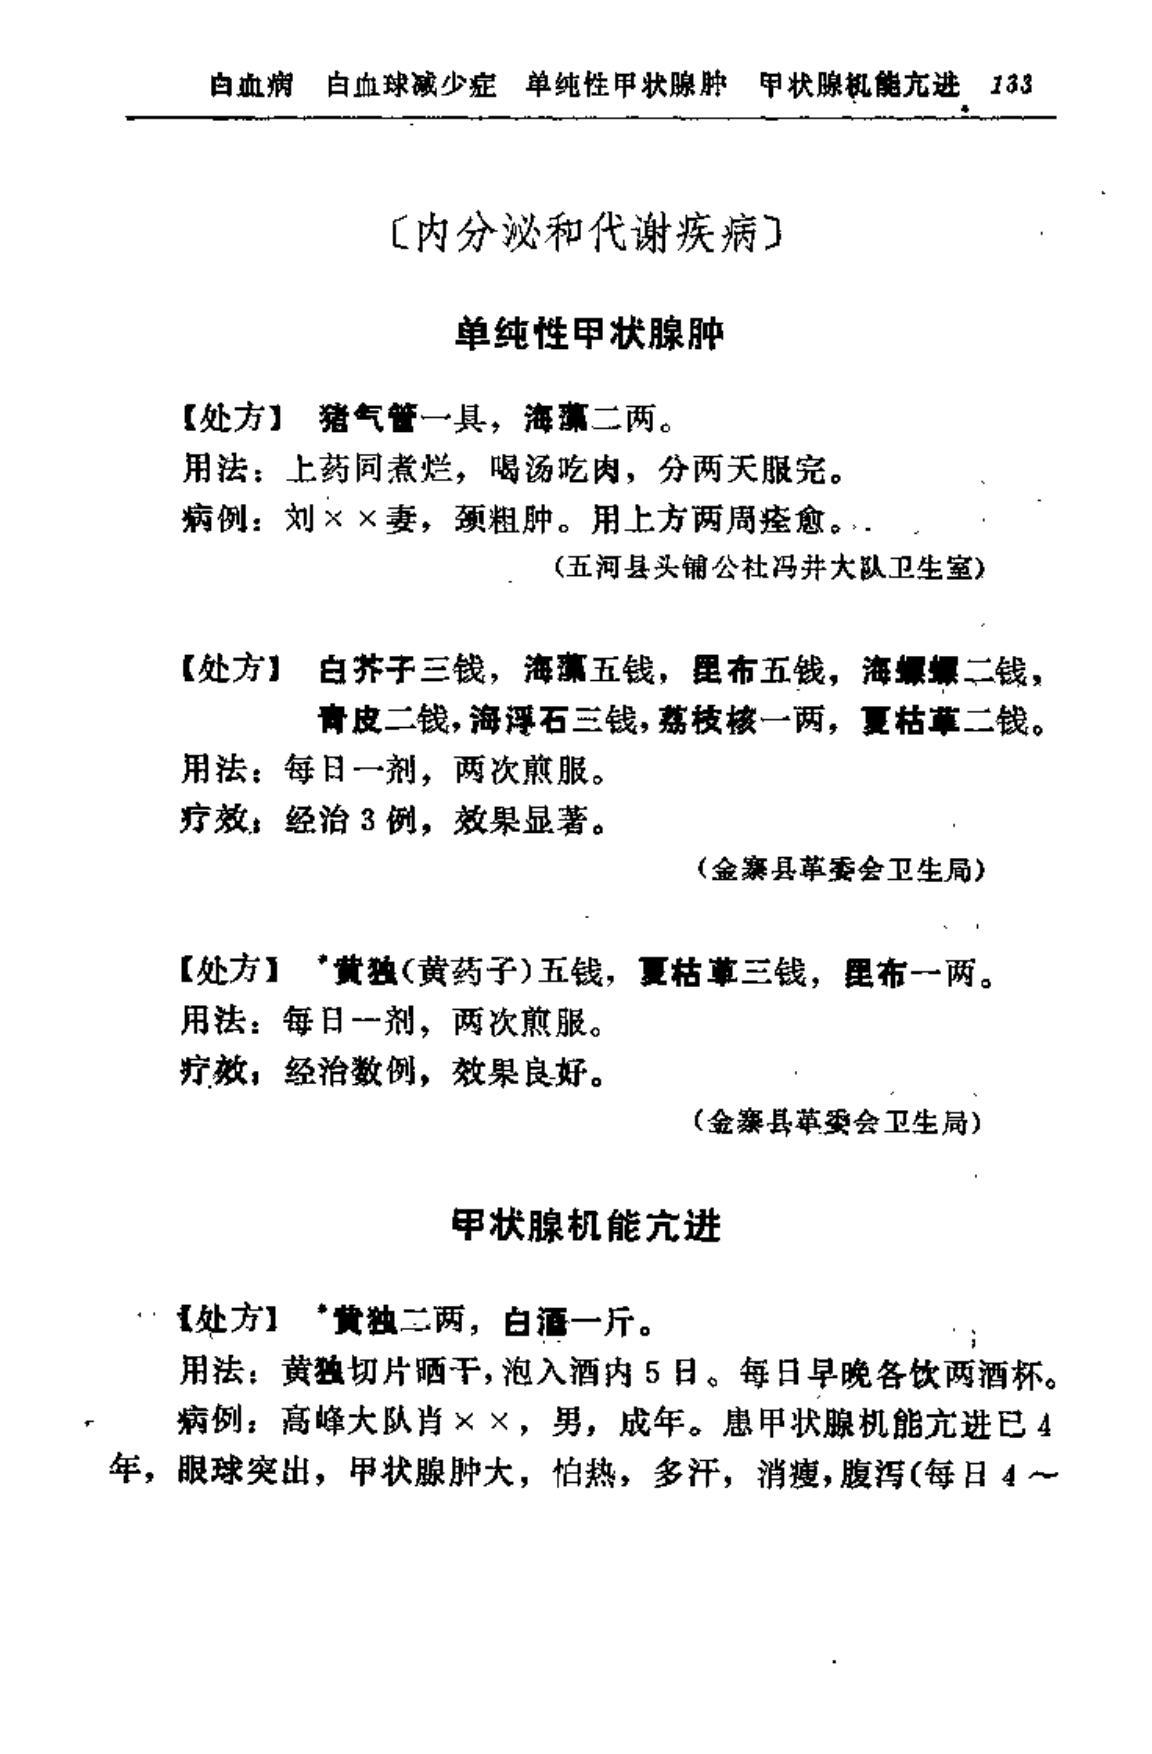 白血病　白血球减少症　单纯性甲状腺肿　甲状腺机能亢进　133
〔内分泌和代谢疾病〕
单纯性甲状腺肿
【处方】　猪气管一具，海藻二两。
用法：上药同煮烂，喝汤吃肉，分两天服完。
病例：刘××妻，颈粗肿。用上方两周痊愈。
（五河县头铺公社冯井大队卫生室）
【处方】　白芥子三钱，海藻五钱，昆布五钱，海螵螵二钱，
青皮二钱，海浮石三钱，荔枝核一两，夏枯草二钱。
用法：每日一剂，两次煎服。
疗效：经治3例，效果显著。
（金寨县革委会卫生局）
【处方】　*黄独（黄药子）五钱，夏枯草三钱，昆布一两。
用法：每日一剂，两次煎服。
疗效：经治数例，效果良好。
（金寨县革委会卫生局）
甲状腺机能亢进
【处方】　*黄独二两，白酒一斤。
用法：黄独切片晒干，泡入酒内5日。每日早晚各饮两酒杯。
病例：高峰大队肖××，男，成年。患甲状腺机能亢进已4
年，眼球突出，甲状腺肿大，怕热，多汗，消瘦，腹泻（每日4～